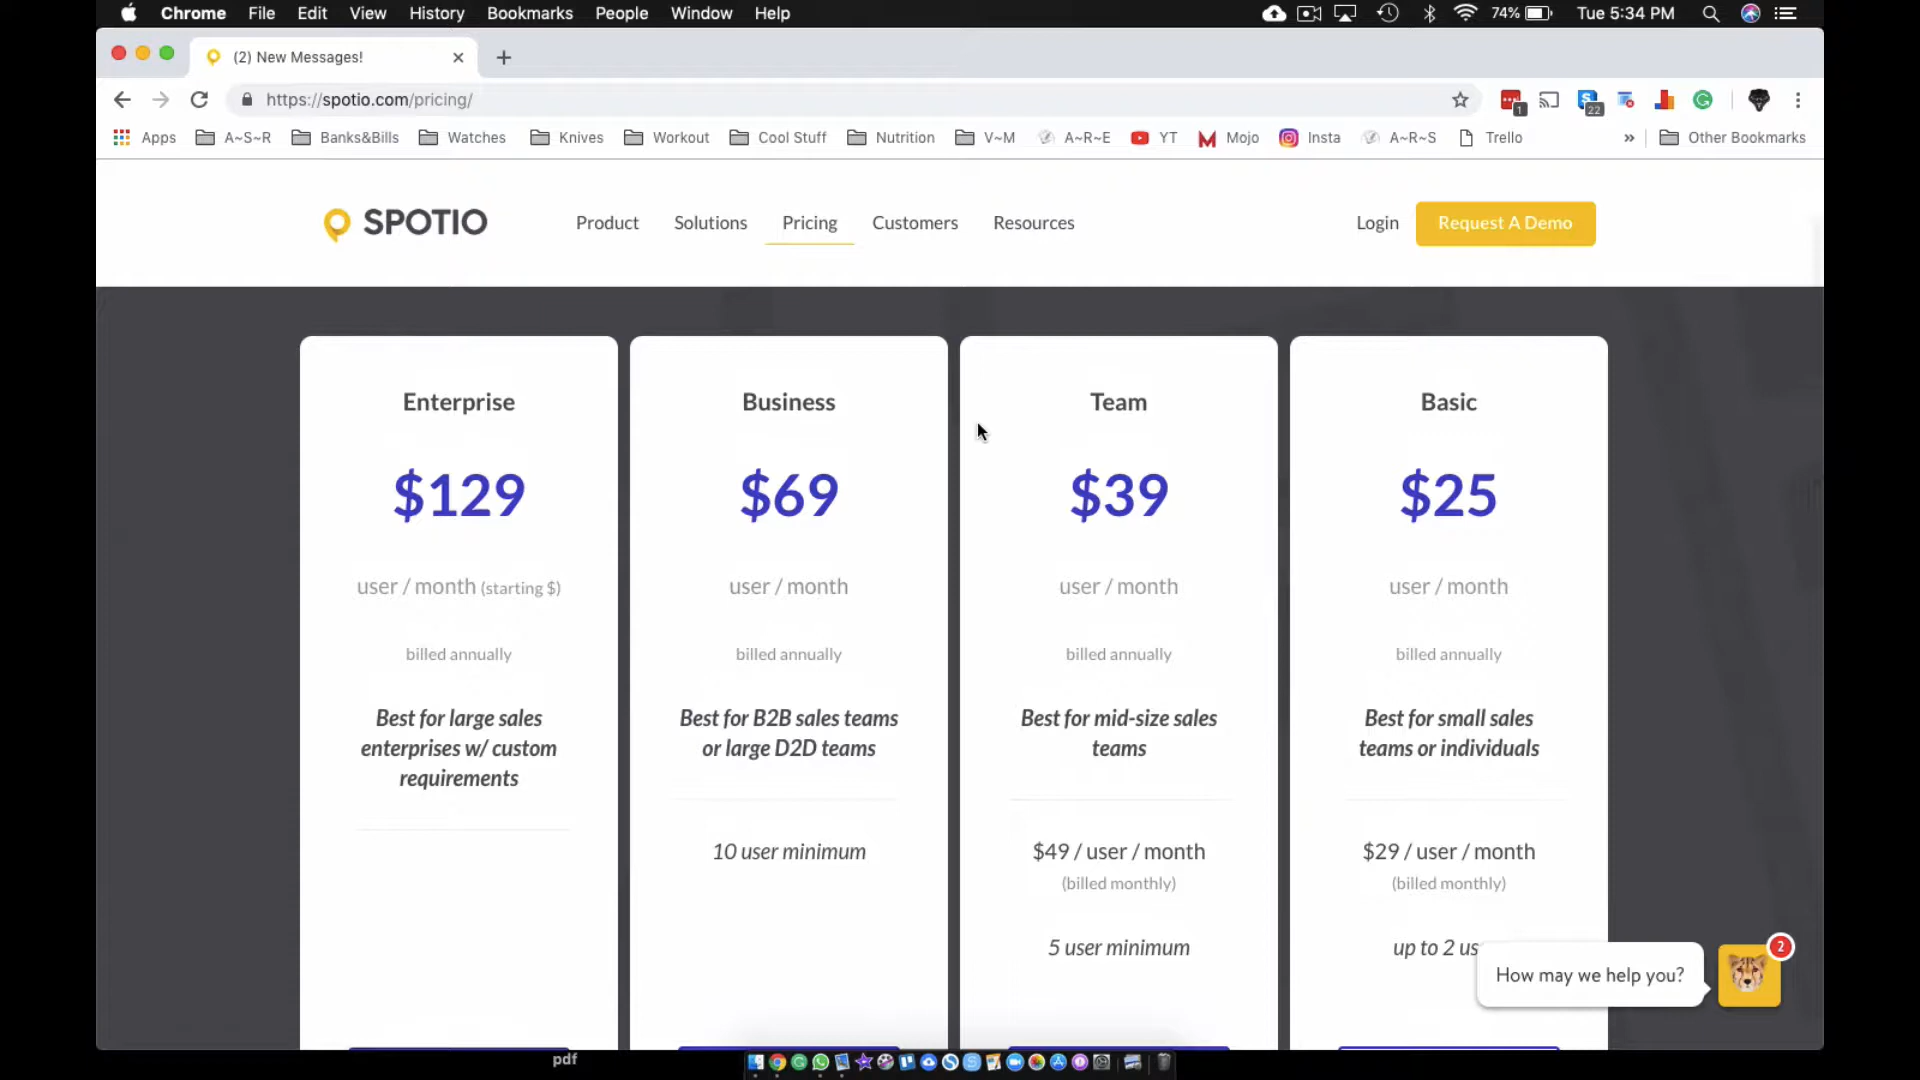 Chrome File Edit View History Bookmarks People Window Help 74% Tue 5:34 PM
(2) New Messages!
https://spotio.com/pricing/ 1 22
Apps A~S~R Banks&Bills Watches Knives Workout Cool Stuff Nutrition V~M A~R~E YT Mojo Insta A~R~S Trello » Other Bookmarks
SPOTIO Product Solutions Pricing Customers Resources Login Request A Demo
Enterprise
$129
user / month (starting $)
billed annually
Best for large sales
enterprises w/ custom
requirements
Business
$69
user / month
billed annually
Best for B2B sales teams
or large D2D teams
10 user minimum
Team
$39
user / month
billed annually
Best for mid-size sales
teams
$49 / user / month
(billed monthly)
5 user minimum
Basic
$25
user / month
billed annually
Best for small sales
teams or individuals
$29 / user / month
(billed monthly)
up to 2 us
How may we help you?
2
pdf